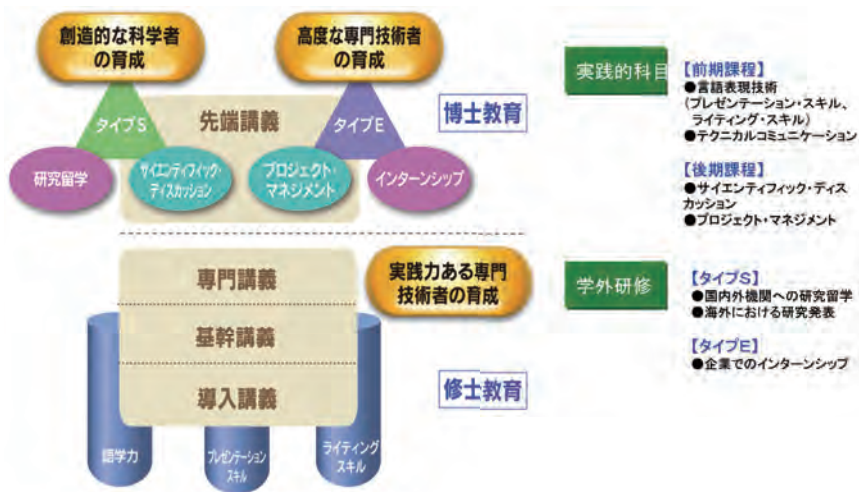 創造的な科学者
の育成
高度な専門技術者
の育成
タイプS
先端講義
タイプE
博士教育
研究留学
サイエンティフィック・
ディスカッション
プロジェクト・
マネジメント
インターンシップ
専門講義
実践力ある専門
技術者の育成
基幹講義
導入講義
修士教育
語学力
プレゼンテーション
スキル
ライティング
スキル
実践的科目
【前期課程】
●言語表現技術
(プレゼンテーション・スキル、
ライティング・スキル)
●テクニカルコミュニケーション
【後期課程】
●サイエンティフィック・ディス
カッション
●プロジェクト・マネジメント
学外研修
【タイプS】
●国内外機関への研究留学
●海外における研究発表
【タイプE】
●企業でのインターンシップ